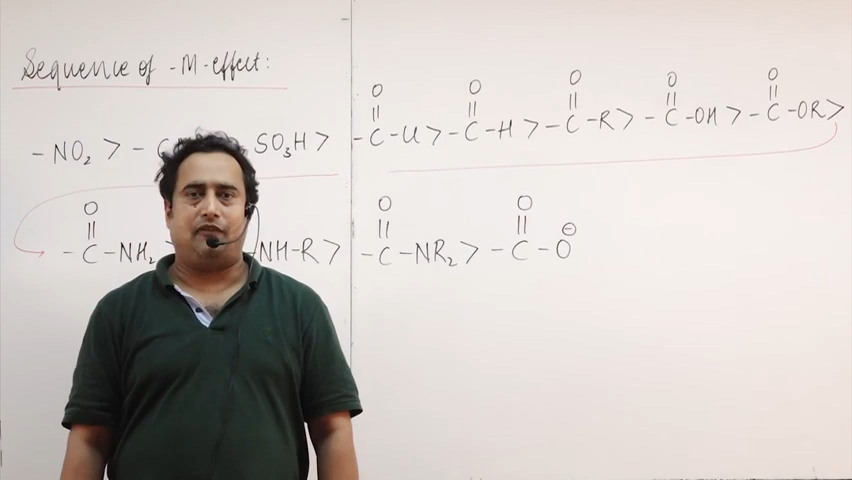 Sequence of -M-effect:
-NO₂ > - C SO₃H > -C(=O)-Cl > -C(=O)-H > -C(=O)-R > -C(=O)-OH > -C(=O)-OR >
-C(=O)-NH₂ > NH-R > -C(=O)-NR₂ > -C(=O)-O⊖